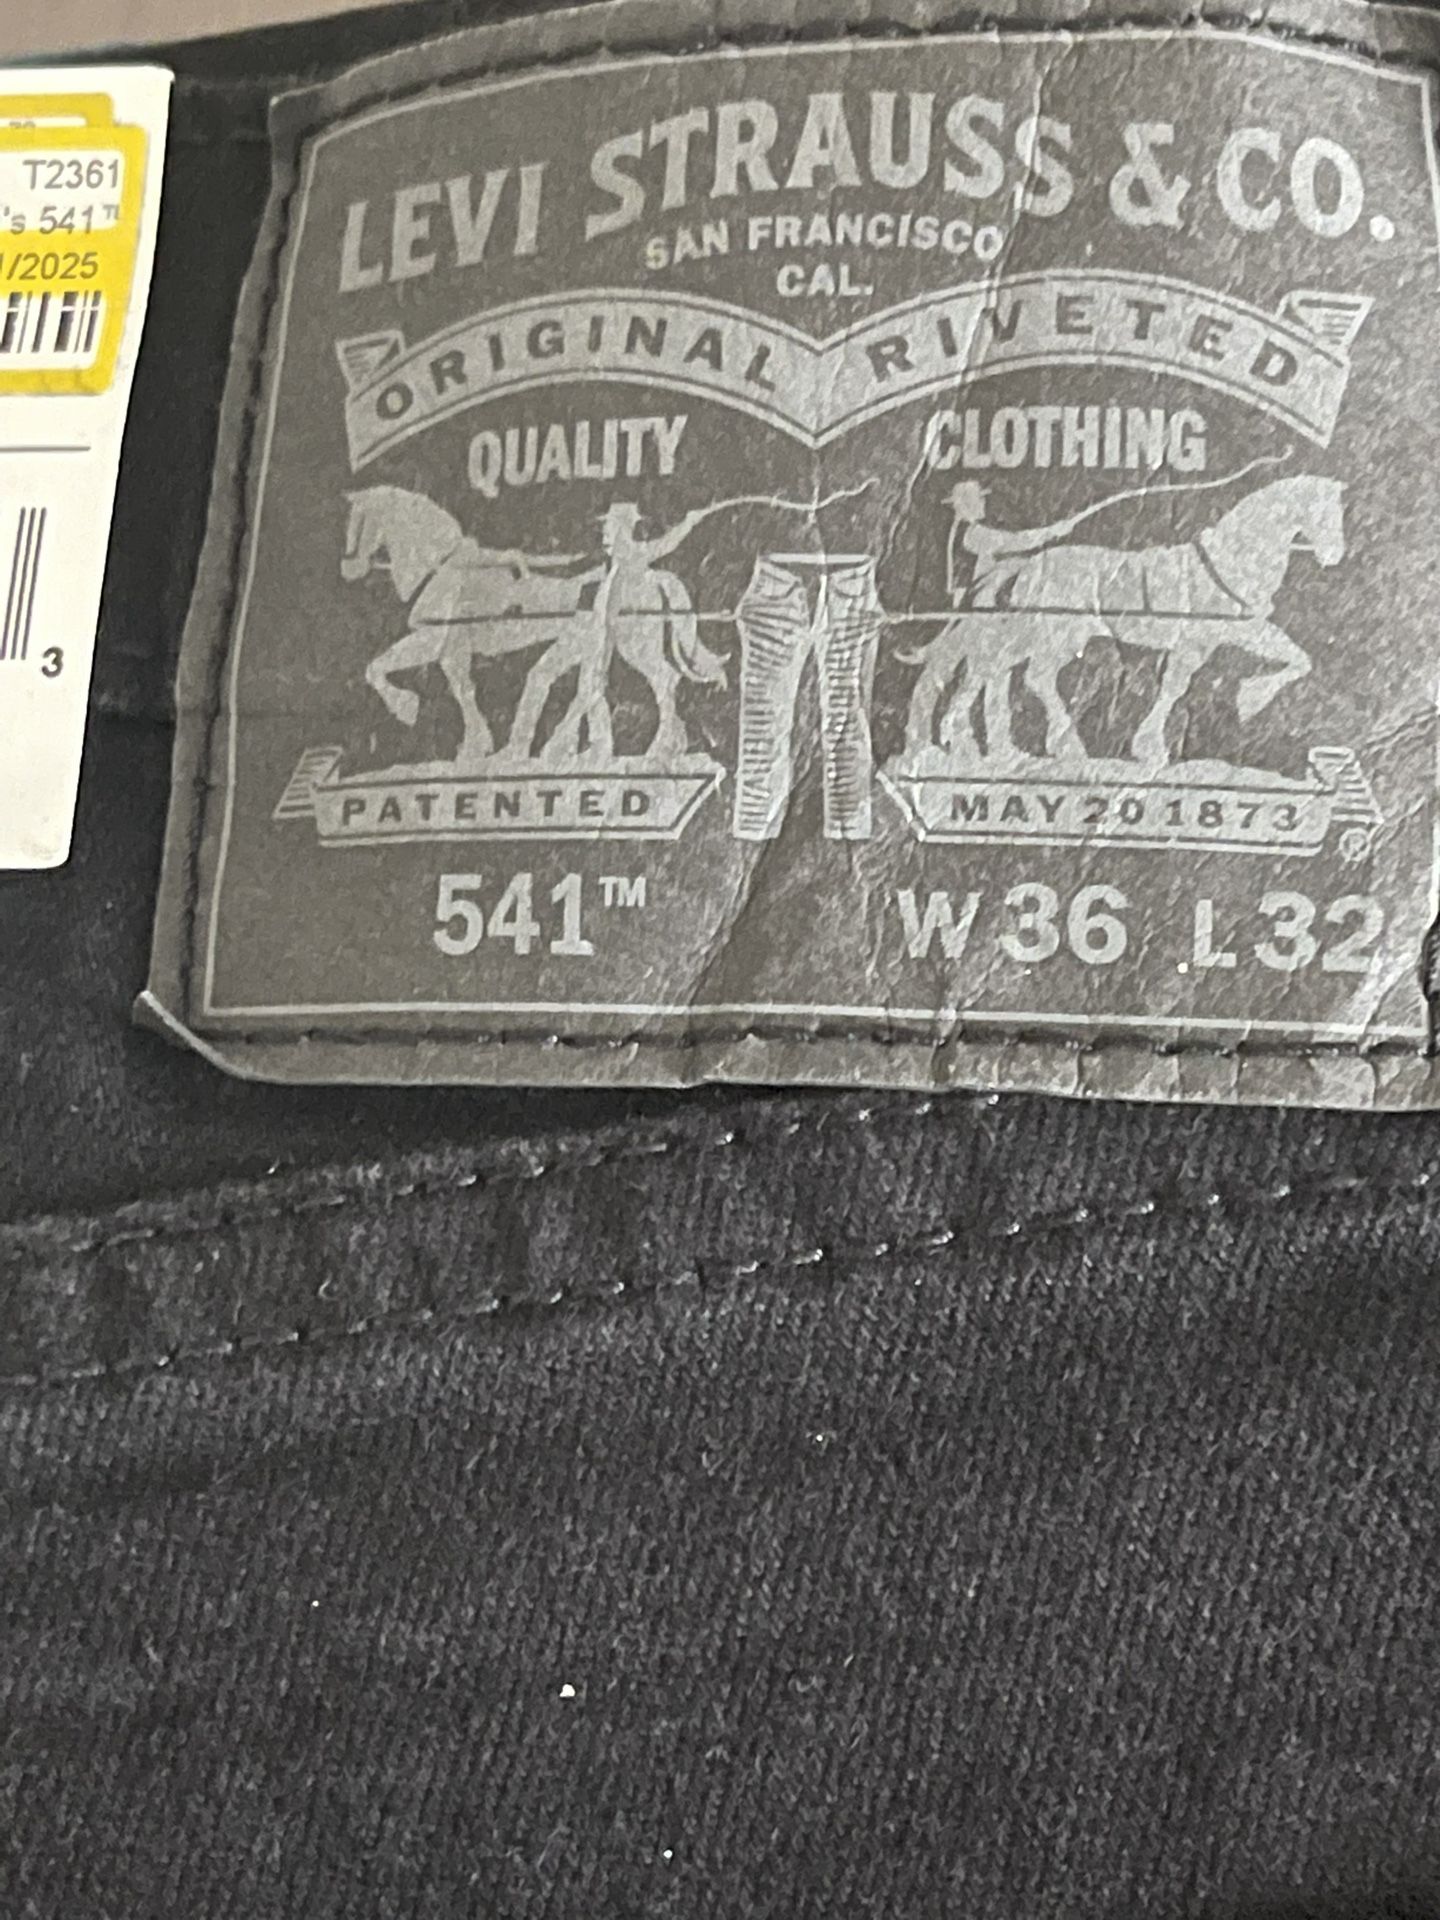 T2361
's 541™
/2025
3
LEVI STRAUSS & CO.
SAN FRANCISCO
CAL.
ORIGINAL RIVETED
QUALITY CLOTHING
PATENTED MAY 20 1873
®
541™ W 36 L 32